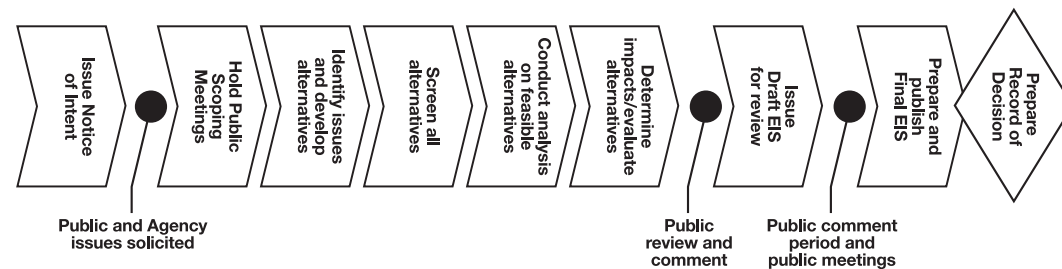 Issue Notice
of Intent
Public and Agency
issues solicited
Hold Public
Scoping
Meetings
Identify issues
and develop
alternatives
Screen all
alternatives
Conduct analysis
on feasible
alternatives
Determine
impacts/evaluate
alternatives
Public
review and
comment
Issue
Draft EIS
for review
Public comment
period and
public meetings
Prepare and
publish
Final EIS
Prepare
Record of
Decision